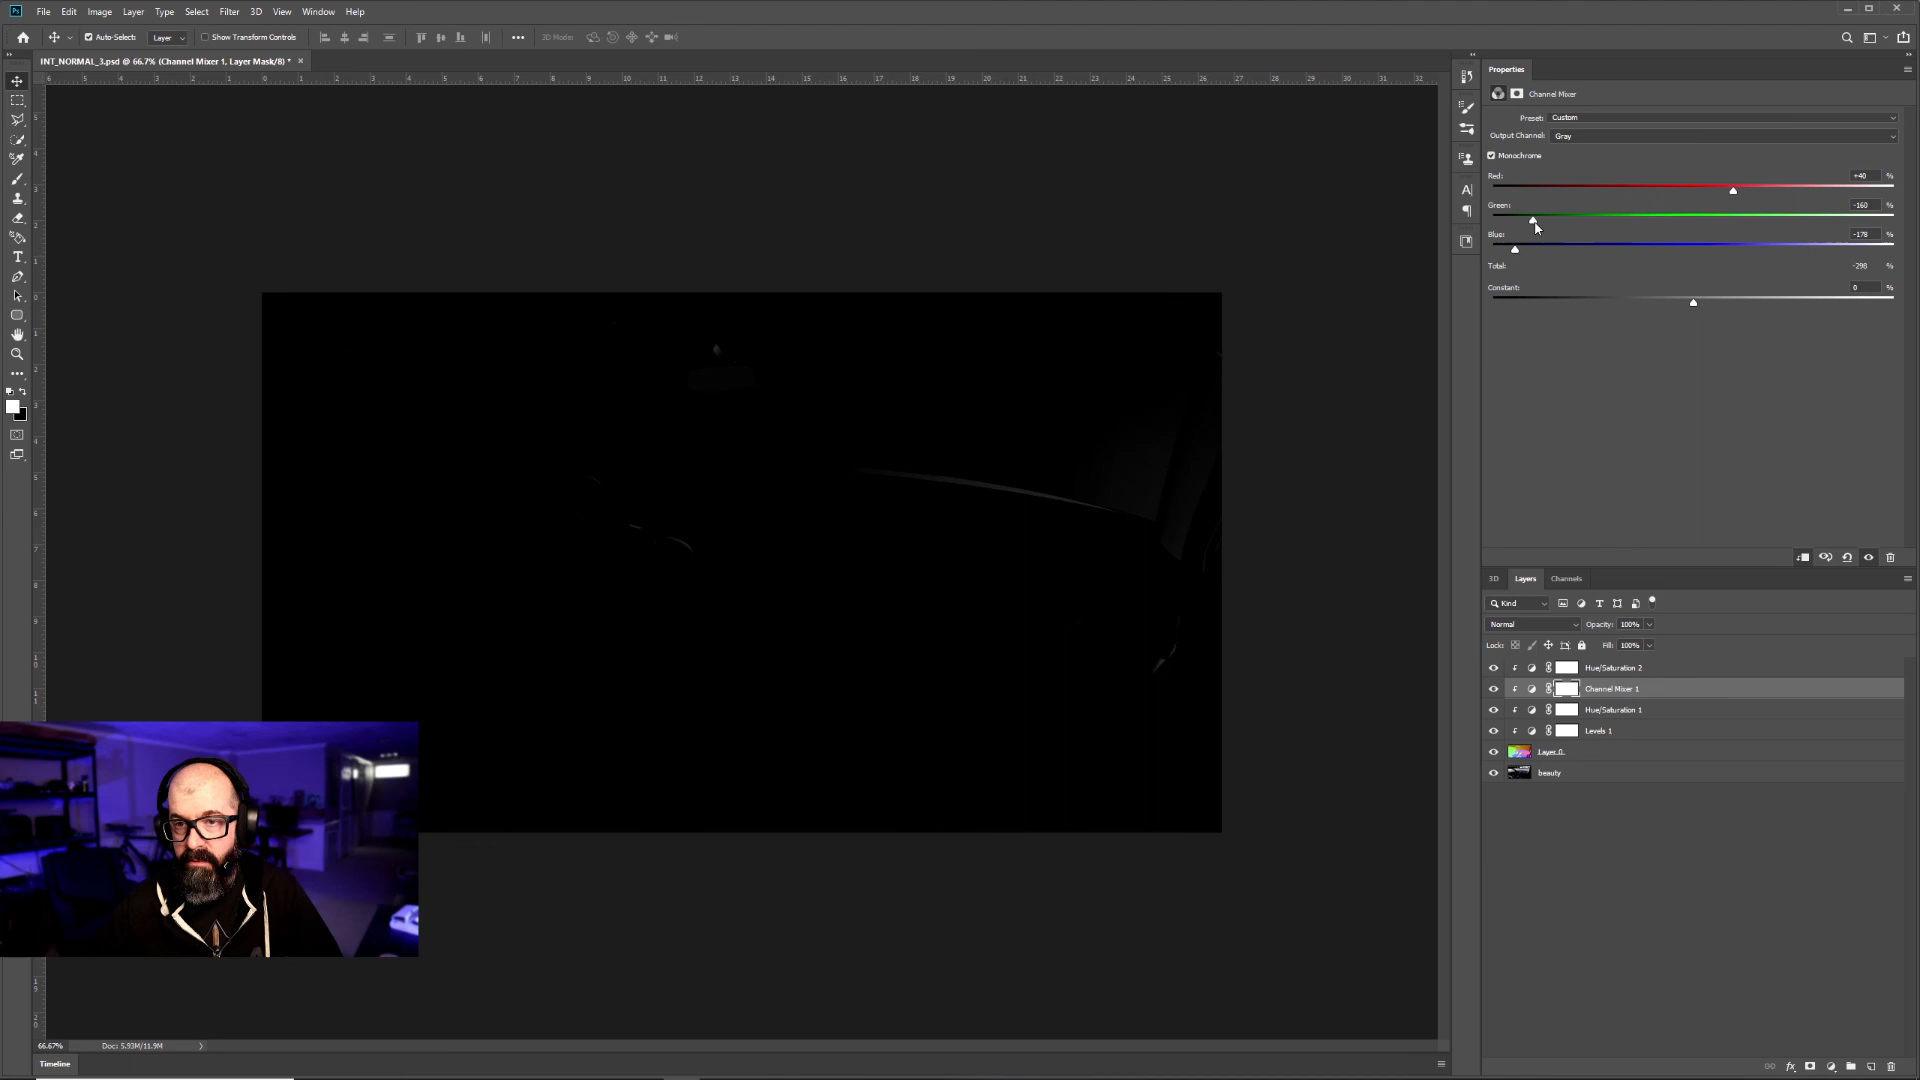 Ps File Edit Image Layer Type Select Filter 3D View Window Help
Auto-Select: Layer Show Transform Controls 3D Mode:
INT_NORMAL_3.psd @ 66.7% (Channel Mixer 1, Layer Mask/8) *
Properties
Channel Mixer
Preset: Custom
Output Channel: Gray
Monochrome
Red: +40 %
Green: -160 %
Blue: -178 %
Total: -298 %
Constant: 0 %
3D Layers Channels
Kind
Normal Opacity: 100%
Lock: Fill: 100%
Hue/Saturation 2
Channel Mixer 1
Hue/Saturation 1
Levels 1
Layer 0
beauty
66.67% Doc: 5.93M/11.9M
Timeline